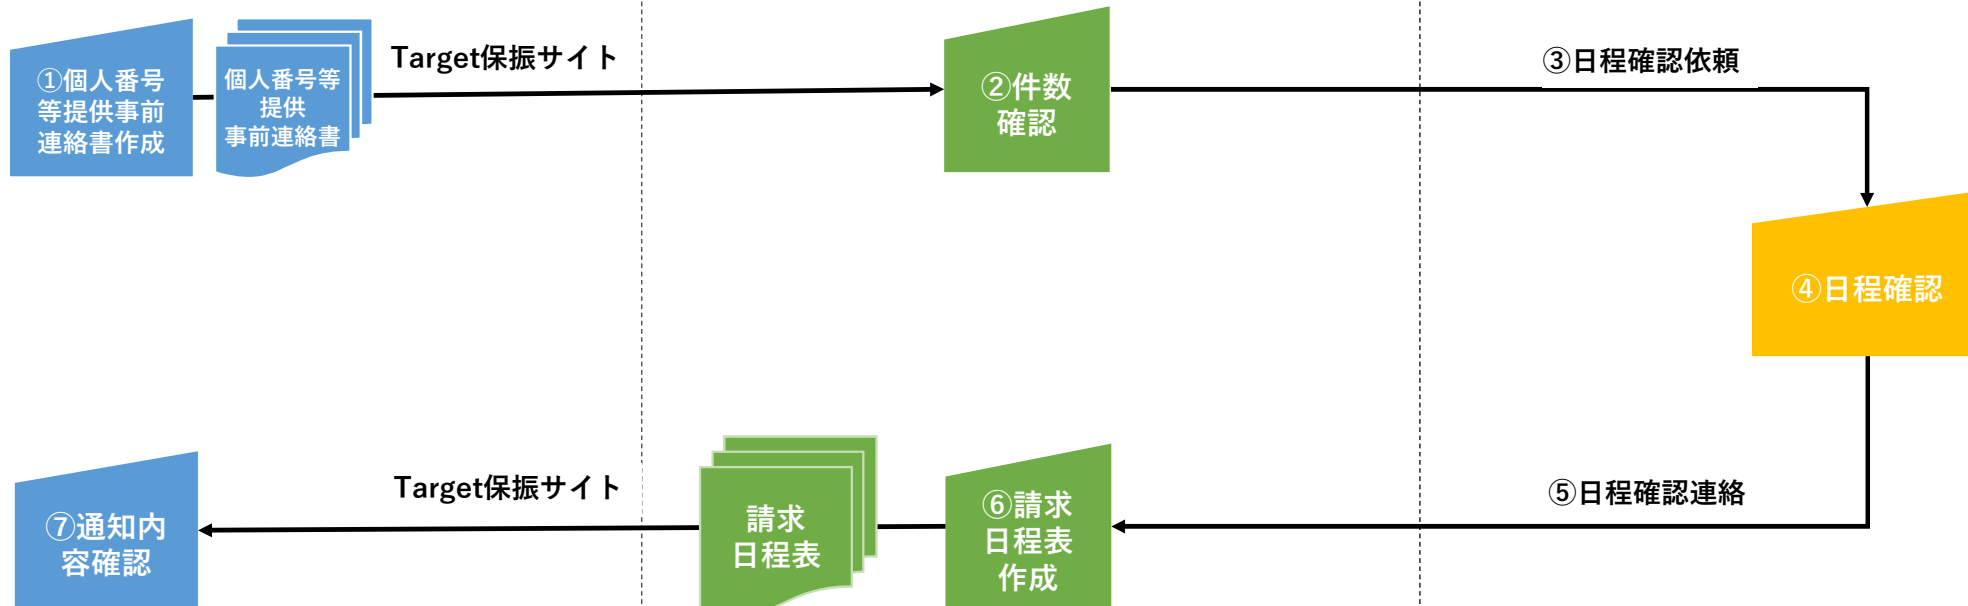 ①個人番号
等提供事前
連絡書作成
個人番号等
提供
事前連絡書
Target保振サイト
②件数
確認
③日程確認依頼
④日程確認
⑤日程確認連絡
⑥請求
日程表
作成
請求
日程表
Target保振サイト
⑦通知内
容確認